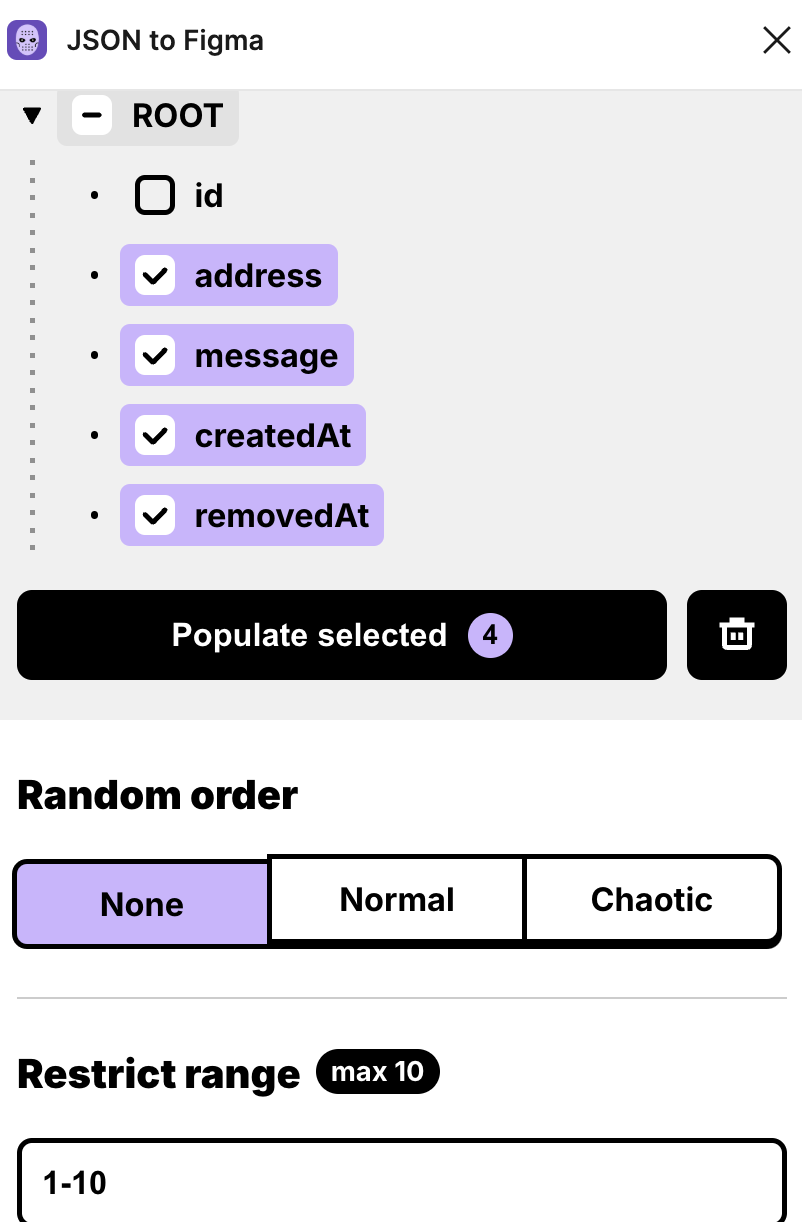 JSON to Figma
ROOT
id
address
message
createdAt
removedAt
Populate selected 4
Random order
None Normal Chaotic
Restrict range max 10
1-10